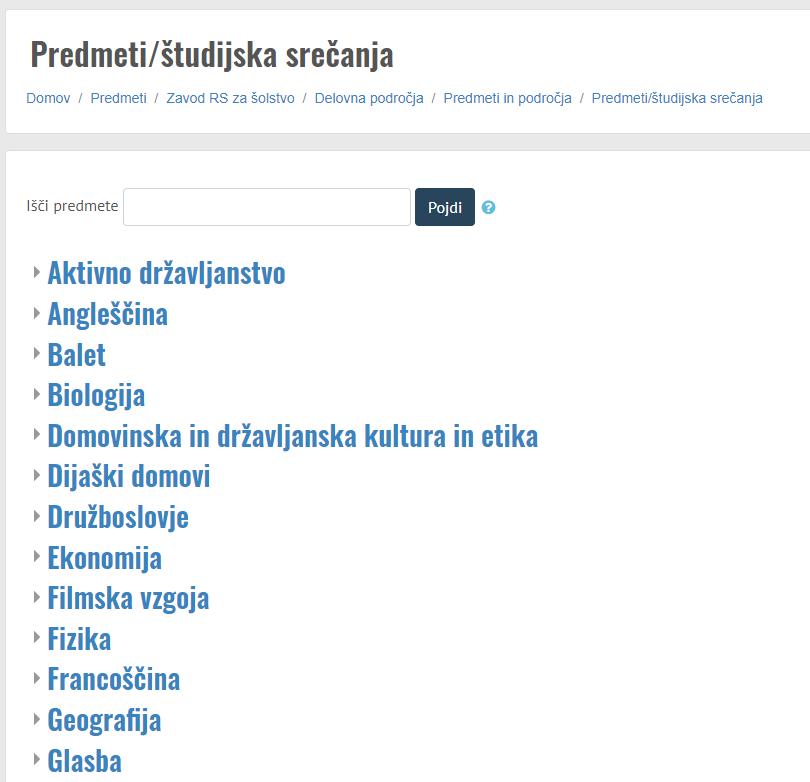 Predmeti/študijska srečanja
Domov / Predmeti / Zavod RS za šolstvo / Delovna področja / Predmeti in področja / Predmeti/študijska srečanja
Išči predmete Pojdi ?
Aktivno državljanstvo
Angleščina
Balet
Biologija
Domovinska in državljanska kultura in etika
Dijaški domovi
Družboslovje
Ekonomija
Filmska vzgoja
Fizika
Francoščina
Geografija
Glasba